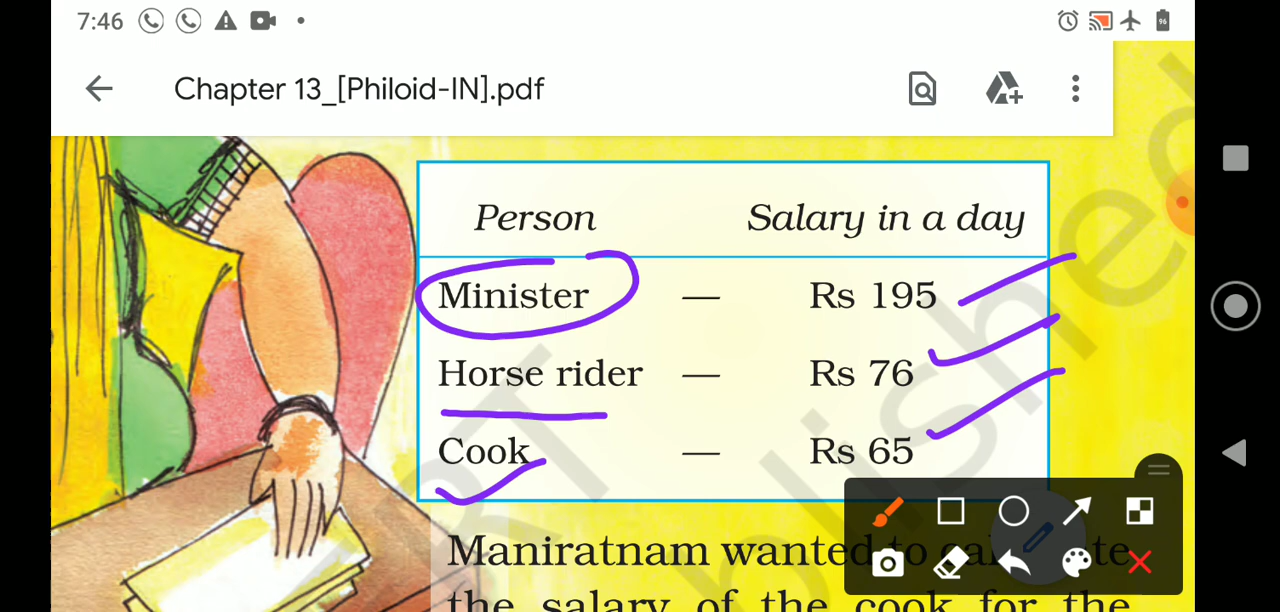 7:46
96
Chapter 13_[Philoid-IN].pdf
Person Salary in a day
Minister — Rs 195
Horse rider — Rs 76
Cook — Rs 65
Maniratnam wanted to
the salary of the cook for the